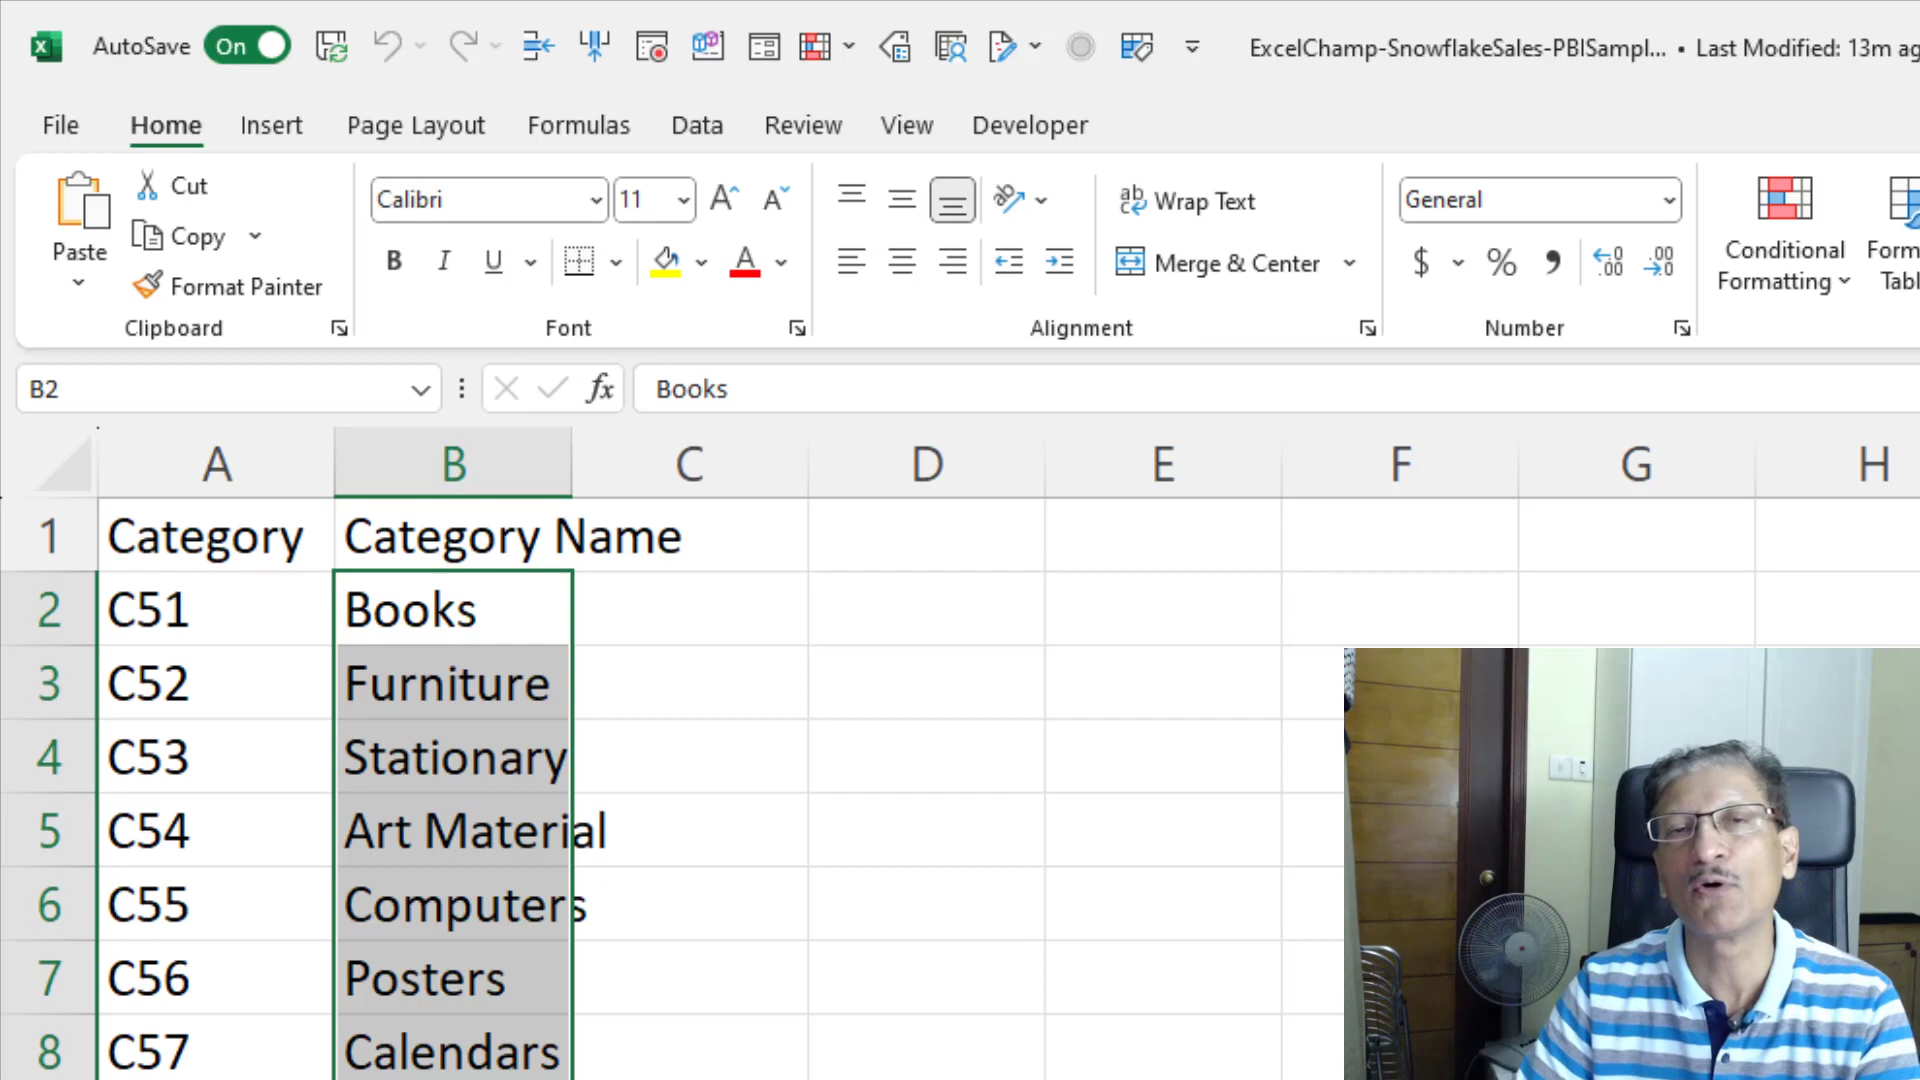 AutoSave On ExcelChamp-SnowflakeSales-PBISampl... • Last Modified: 13m ag
File Home Insert Page Layout Formulas Data Review View Developer
Paste
Cut
Copy
Format Painter
Clipboard
Calibri 11
B I U
Font
Wrap Text
Merge & Center
Alignment
General
$ % ,
Number
Conditional
Formatting
Form
Tabl
B2 fx Books
A B C D E F G H
1 Category Category Name
2 C51 Books
3 C52 Furniture
4 C53 Stationary
5 C54 Art Material
6 C55 Computers
7 C56 Posters
8 C57 Calendars